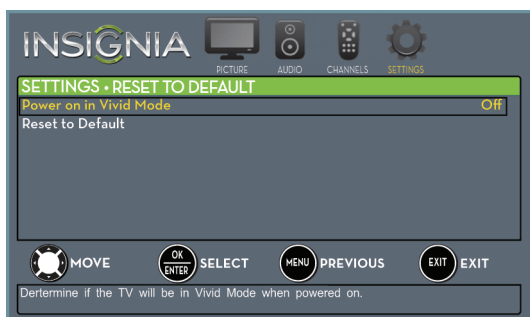 INSIGNIA
PICTURE AUDIO CHANNELS SETTINGS
SETTINGS • RESET TO DEFAULT
Power on in Vivid Mode Off
Reset to Default
MOVE OK ENTER SELECT MENU PREVIOUS EXIT EXIT
Dertermine if the TV will be in Vivid Mode when powered on.